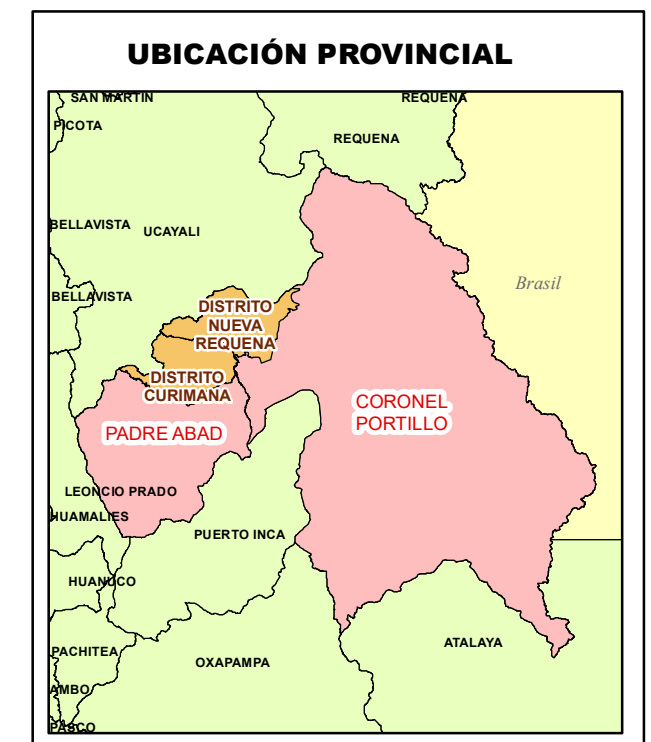 UBICACIÓN PROVINCIAL
SAN MARTIN
REQUENA
PICOTA
REQUENA
BELLAVISTA
UCAYALI
Brasil
BELLAVISTA
DISTRITO
NUEVA
REQUENA
DISTRITO
CURIMAÑA
CORONEL
PORTILLO
PADRE ABAD
LEONCIO PRADO
HUAMALIES
PUERTO INCA
HUANUCO
ATALAYA
PACHITEA
OXAPAMPA
AMBO
PASCO